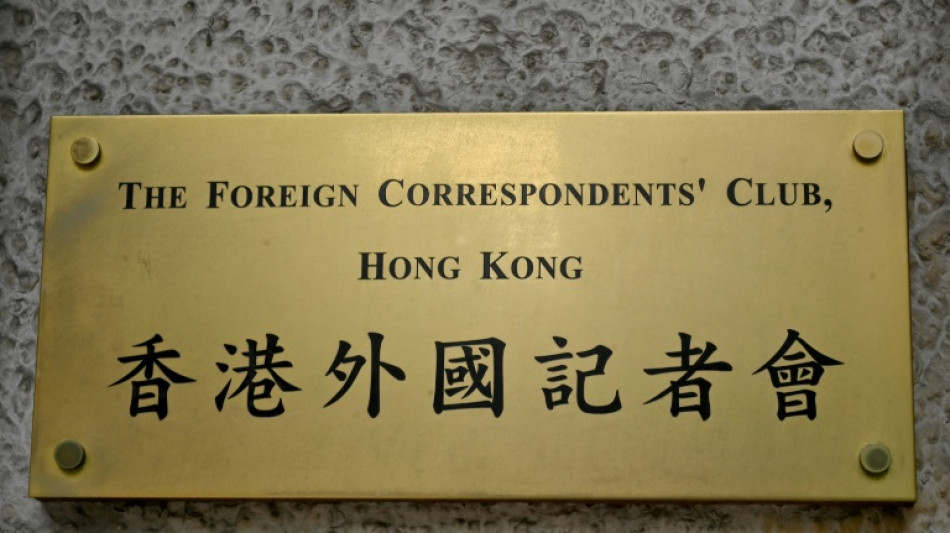 The Foreign Correspondents' Club,
Hong Kong
香港外國記者會